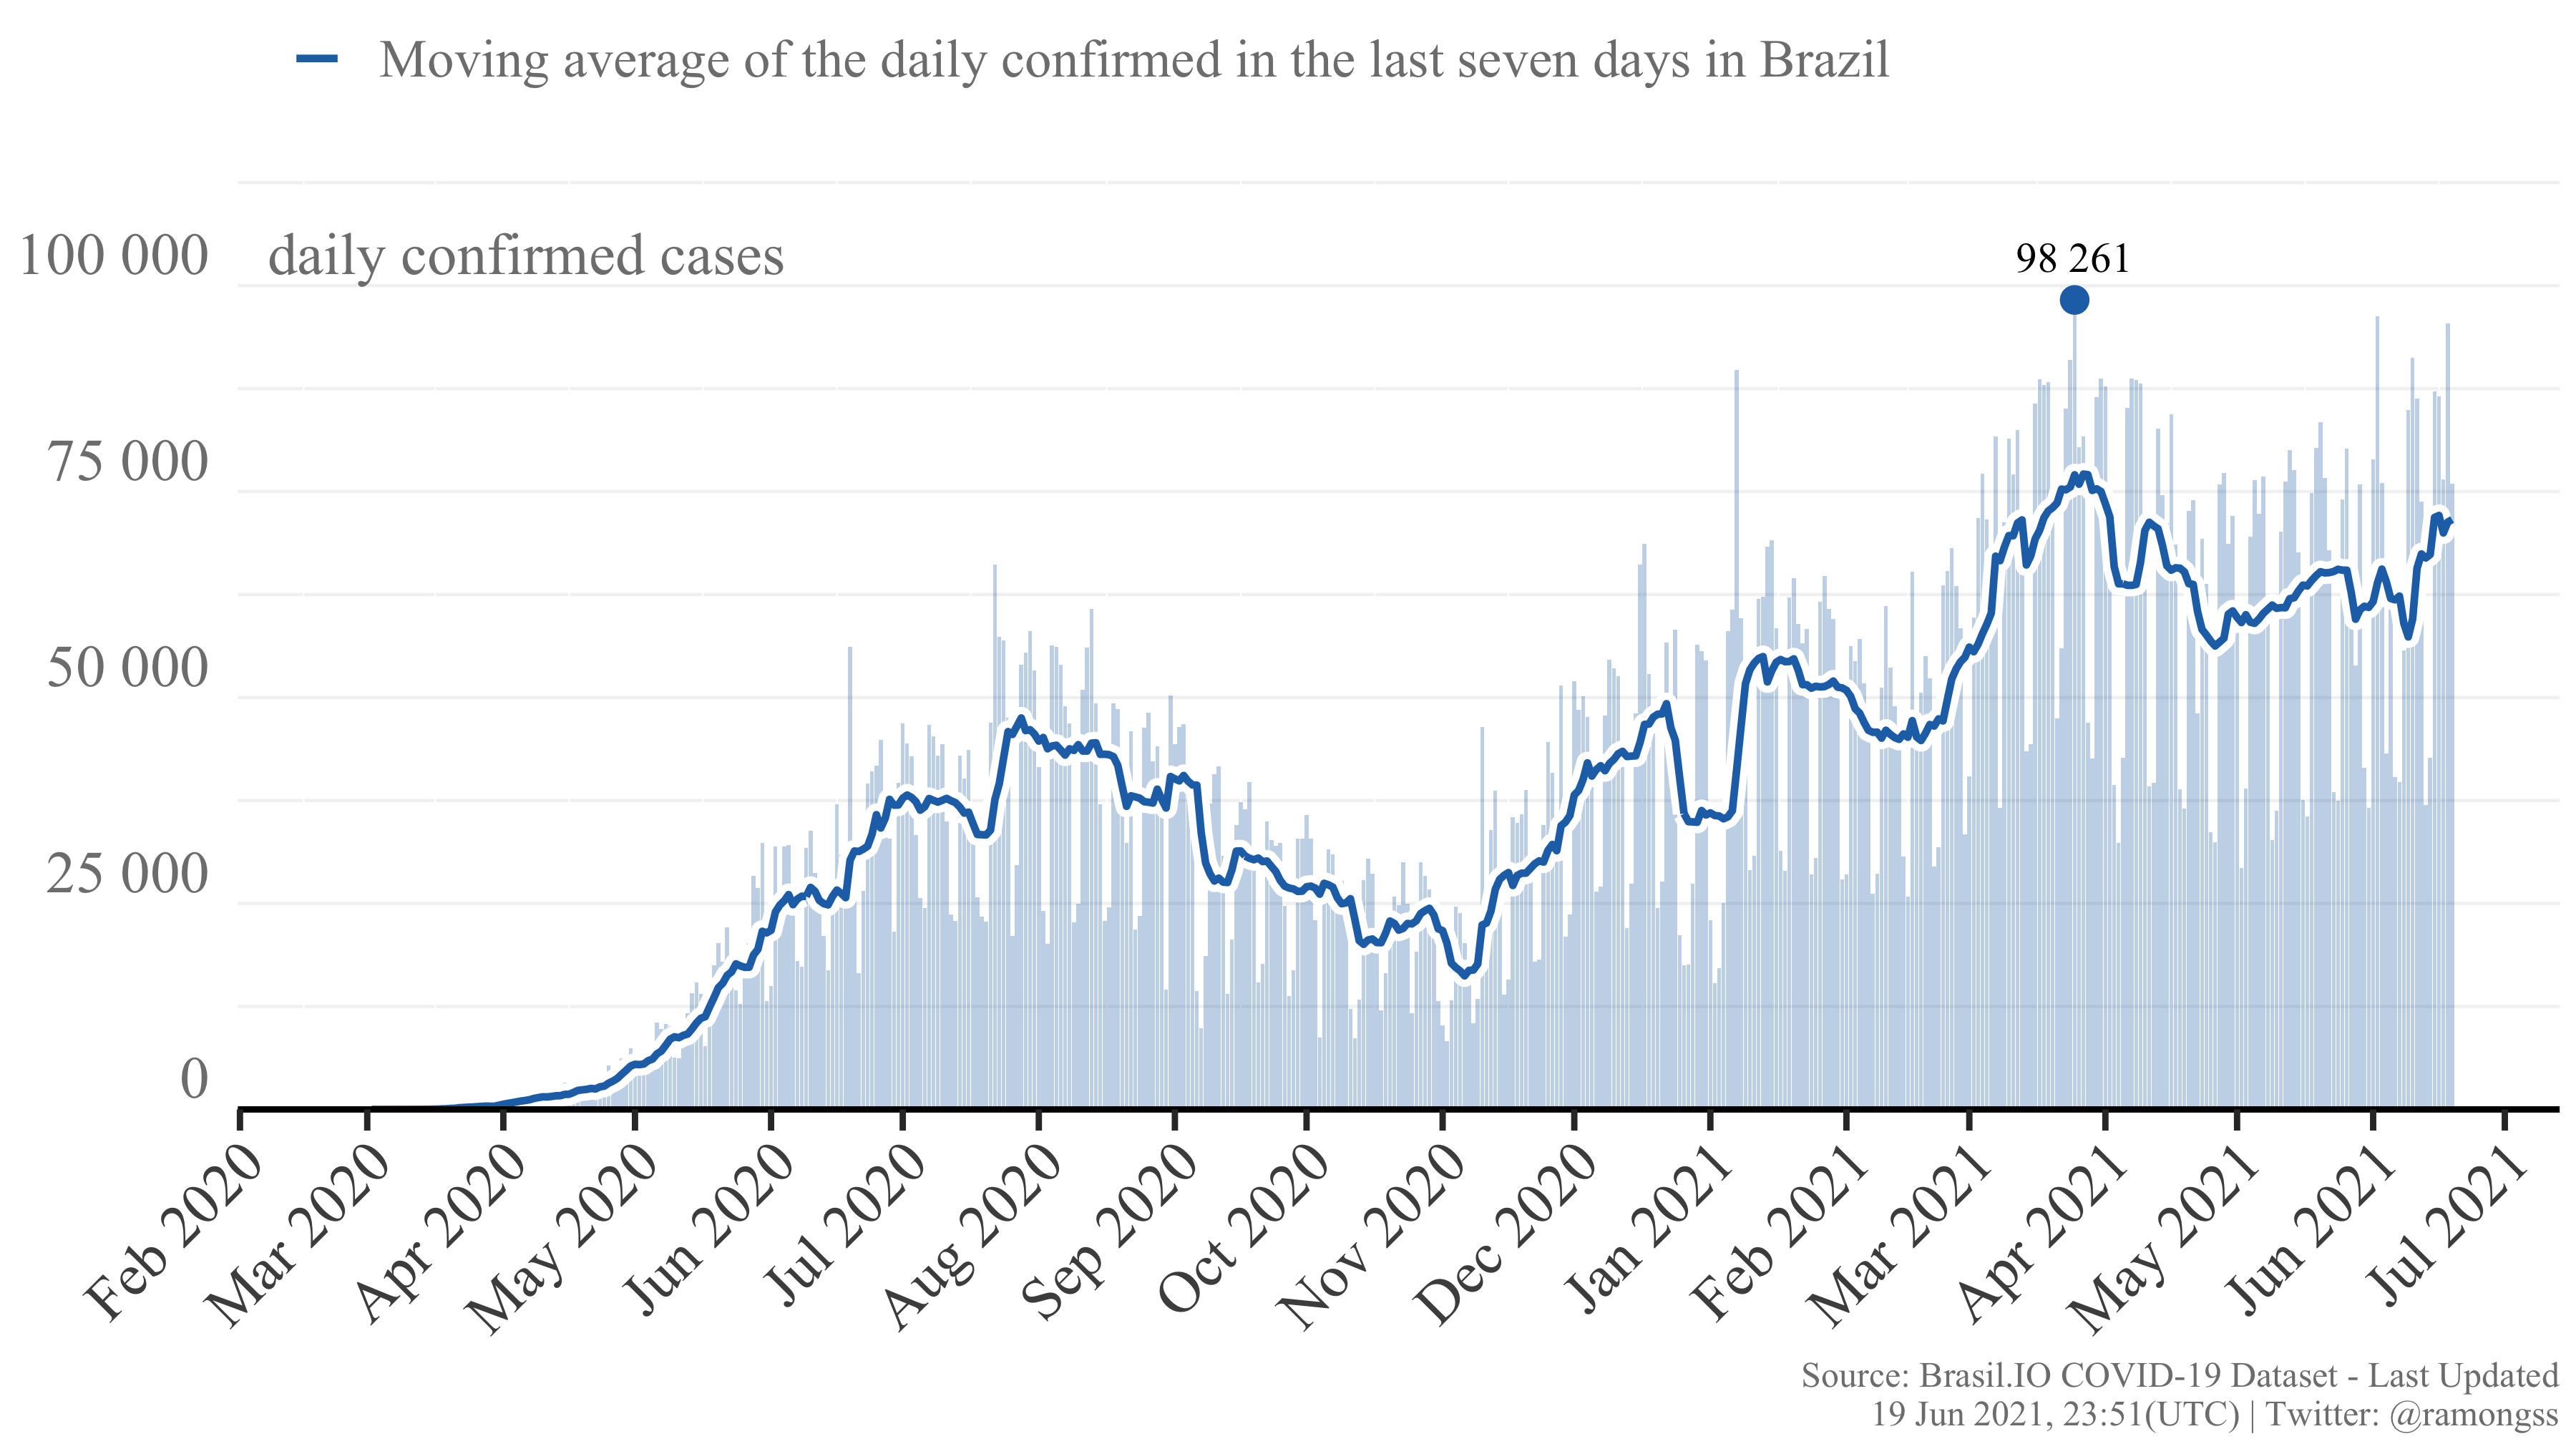 Moving average of the daily confirmed in the last seven days in Brazil
100 000
daily confirmed cases
98 261
75 000
50 000
25 000
0
Feb 2020
Mar 2020
Apr 2020
May 2020
Jun 2020
Jul 2020
Aug 2020
Sep 2020
Oct 2020
Nov 2020
Dec 2020
Jan 2021
Feb 2021
Mar 2021
Apr 2021
May 2021
Jun 2021
Jul 2021
Source: Brasil.IO COVID-19 Dataset - Last Updated
19 Jun 2021, 23:51(UTC) | Twitter: @ramongss